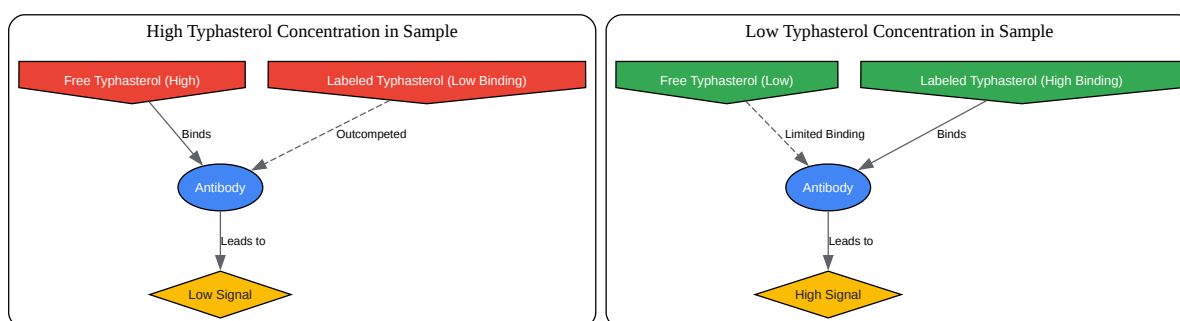 High Typhasterol Concentration in Sample
Free Typhasterol (High)
Labeled Typhasterol (Low Binding)
Binds
Outcompeted
Antibody
Leads to
Low Signal
Low Typhasterol Concentration in Sample
Free Typhasterol (Low)
Labeled Typhasterol (High Binding)
Limited Binding
Binds
Antibody
Leads to
High Signal